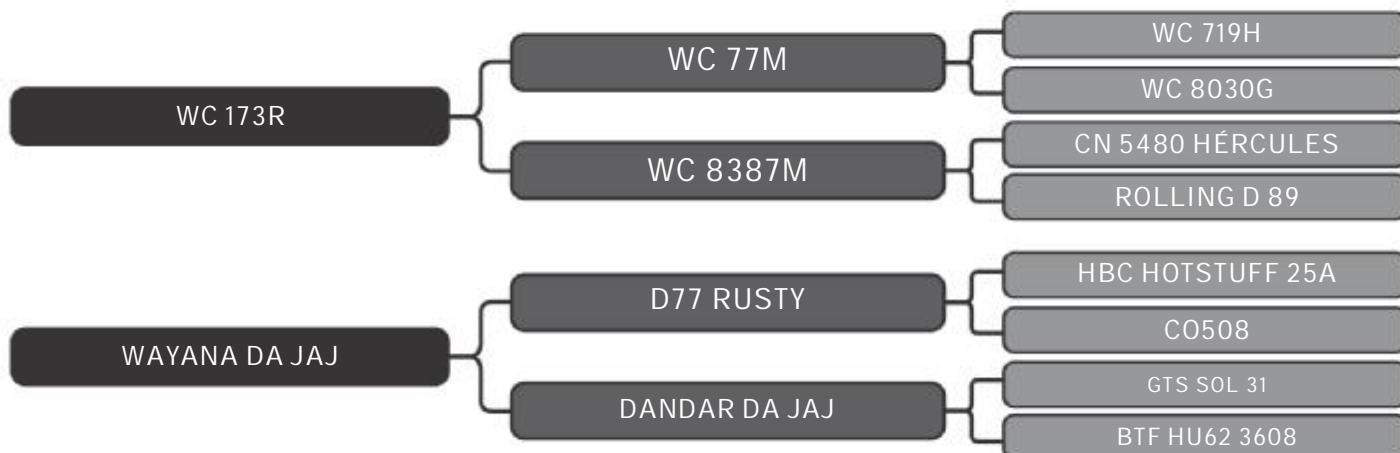 WC 173R
WC 77M
WC 719H
WC 8030G
WC 8387M
CN 5480 HÉRCULES
ROLLING D 89
WAYANA DA JAJ
D77 RUSTY
HBC HOTSTUFF 25A
CO508
DANDAR DA JAJ
GTS SOL 31
BTF HU62 3608